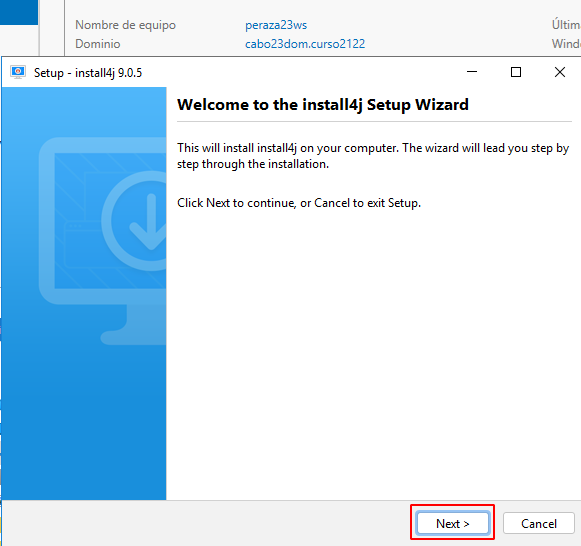 Nombre de equipo peraza23ws Últim
Dominio cabo23dom.curso2122 Windo
Setup - install4j 9.0.5
Welcome to the install4j Setup Wizard
This will install install4j on your computer. The wizard will lead you step by
step through the installation.
Click Next to continue, or Cancel to exit Setup.
Next > Cancel